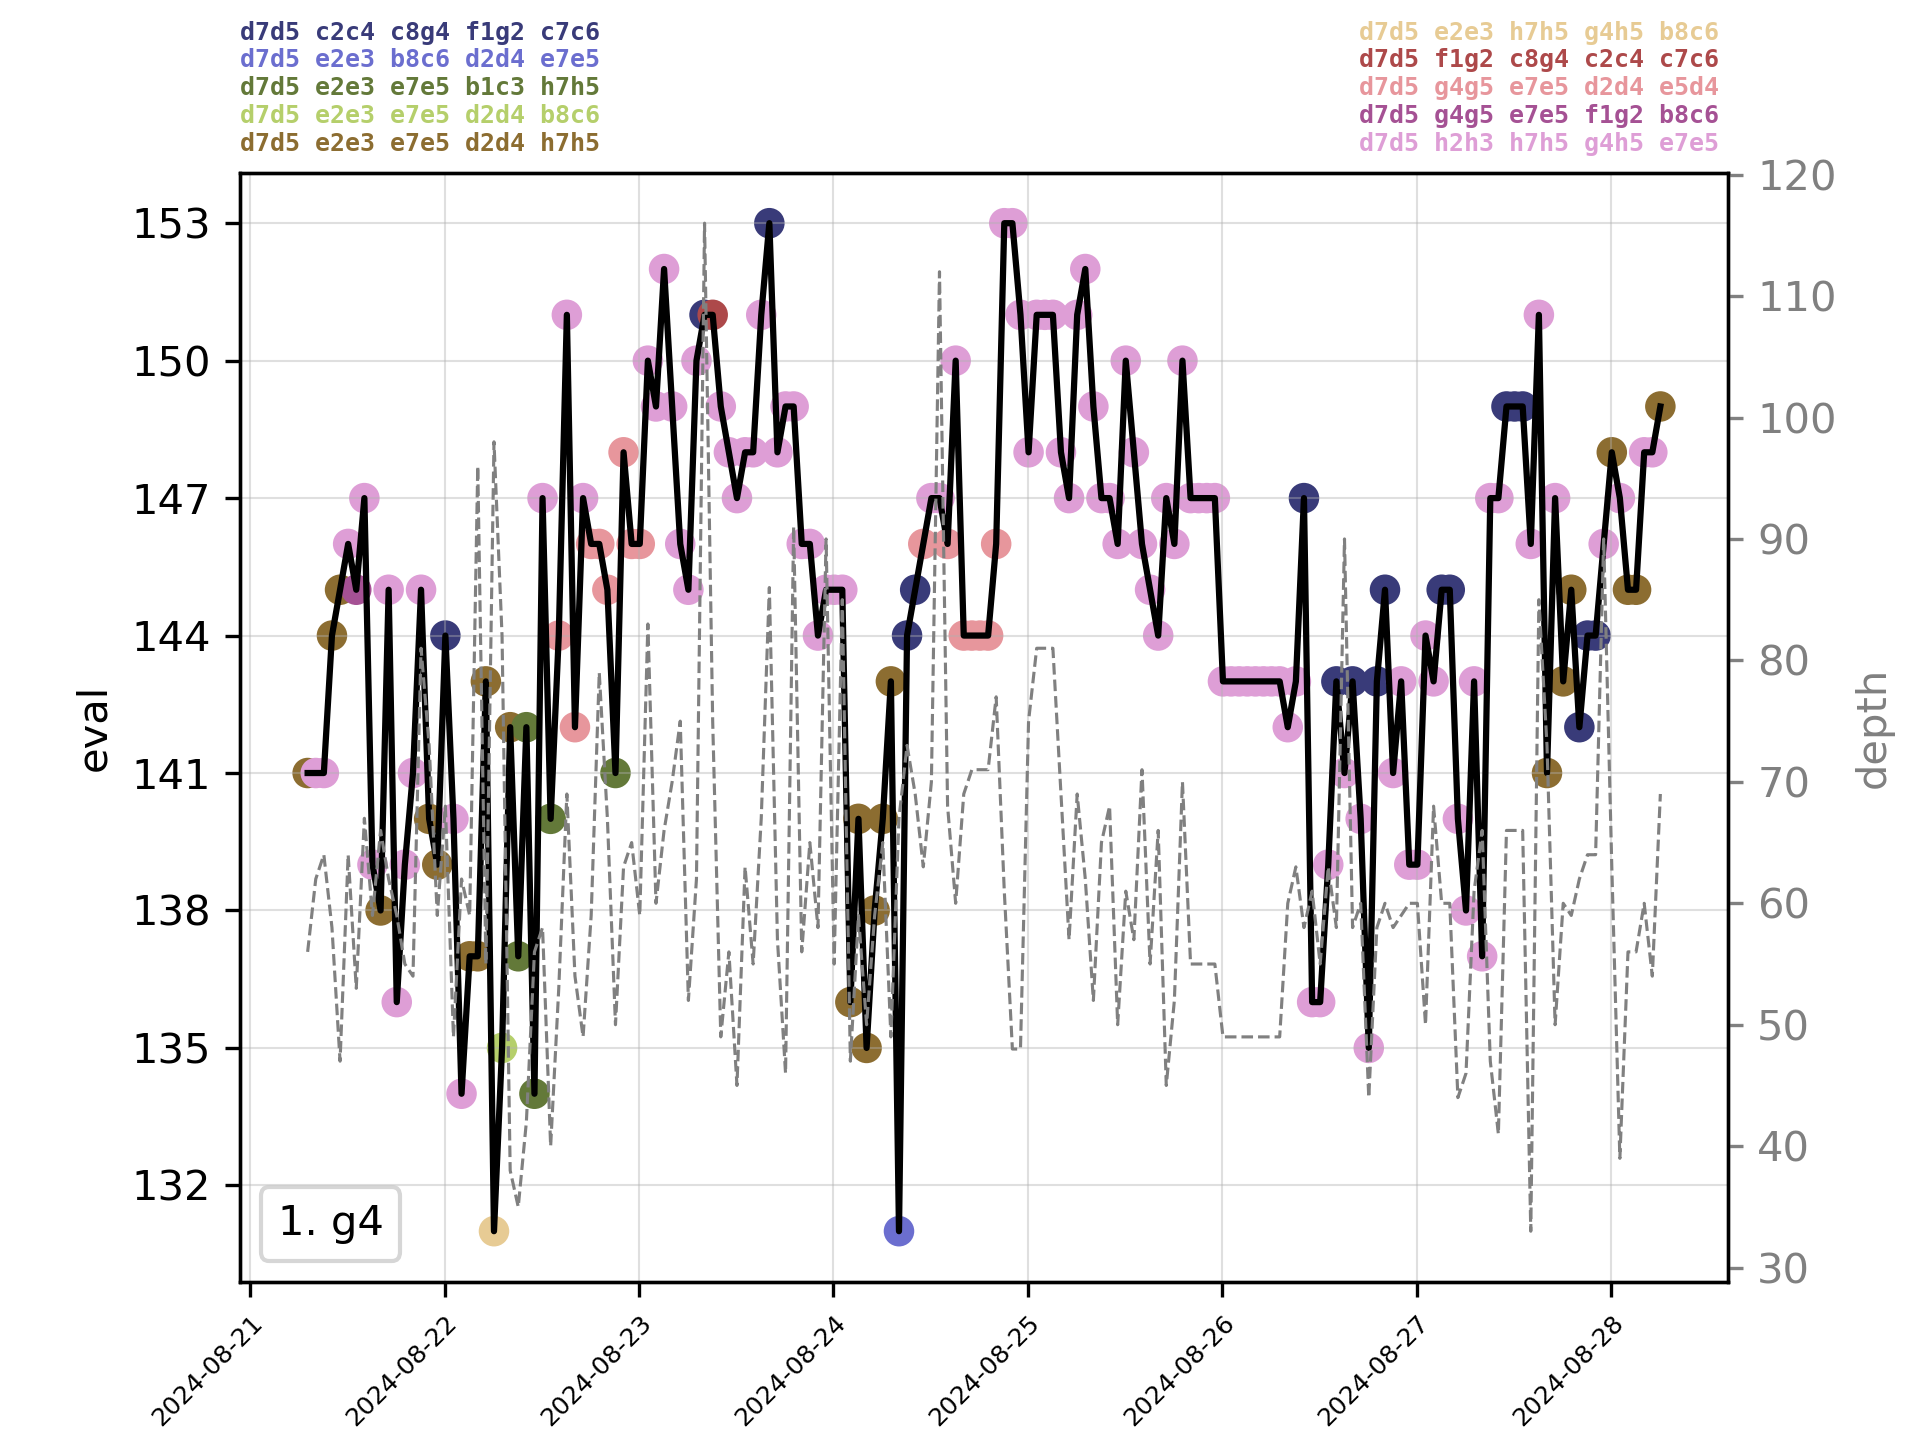 d7d5 c2c4 c8g4 f1g2 c7c6
d7d5 e2e3 b8c6 d2d4 e7e5
d7d5 e2e3 e7e5 b1c3 h7h5
d7d5 e2e3 e7e5 d2d4 b8c6
d7d5 e2e3 e7e5 d2d4 h7h5
d7d5 e2e3 h7h5 g4h5 b8c6
d7d5 f1g2 c8g4 c2c4 c7c6
d7d5 g4g5 e7e5 d2d4 e5d4
d7d5 g4g5 e7e5 f1g2 b8c6
d7d5 h2h3 h7h5 g4h5 e7e5
153
150
147
144
141
138
135
132
eval
120
110
100
90
80
70
60
50
40
30
depth
1. g4
2024-08-21
2024-08-22
2024-08-23
2024-08-24
2024-08-25
2024-08-26
2024-08-27
2024-08-28